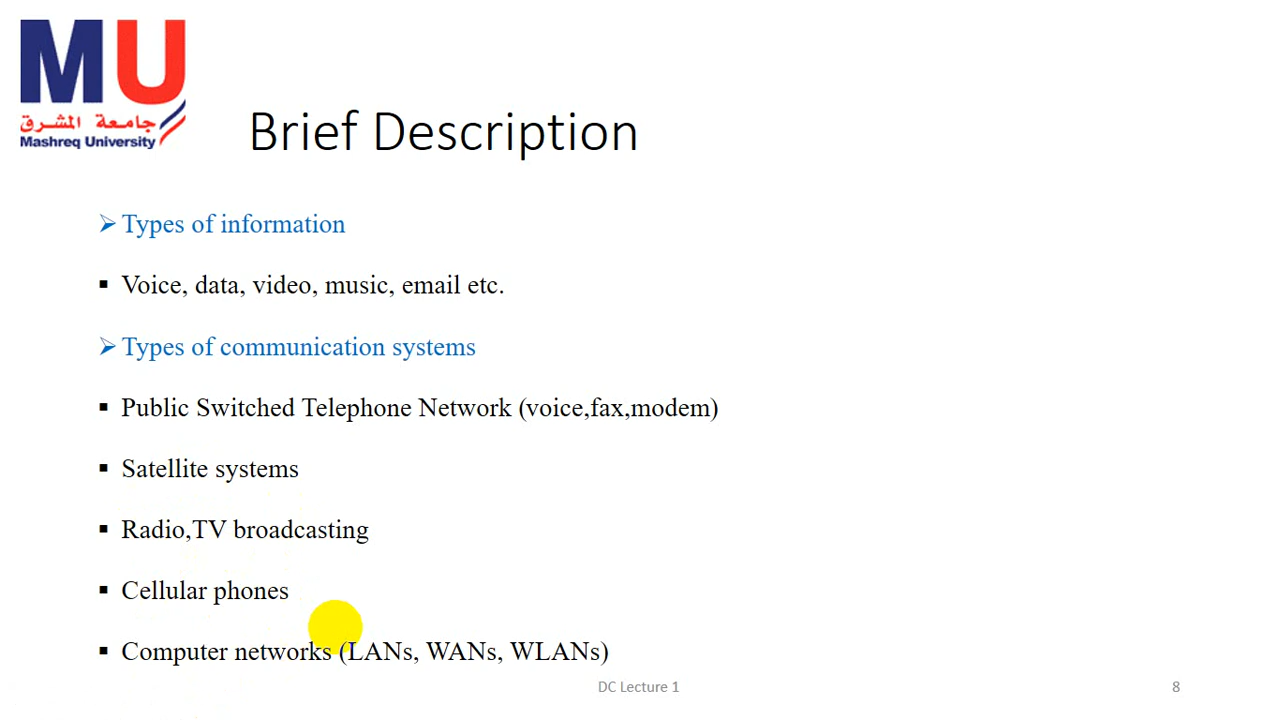 MU
جامعة المشرق
Mashreq University
Brief Description
Types of information
Voice, data, video, music, email etc.
Types of communication systems
Public Switched Telephone Network (voice,fax,modem)
Satellite systems
Radio,TV broadcasting
Cellular phones
Computer networks (LANs, WANs, WLANs)
DC Lecture 1
8